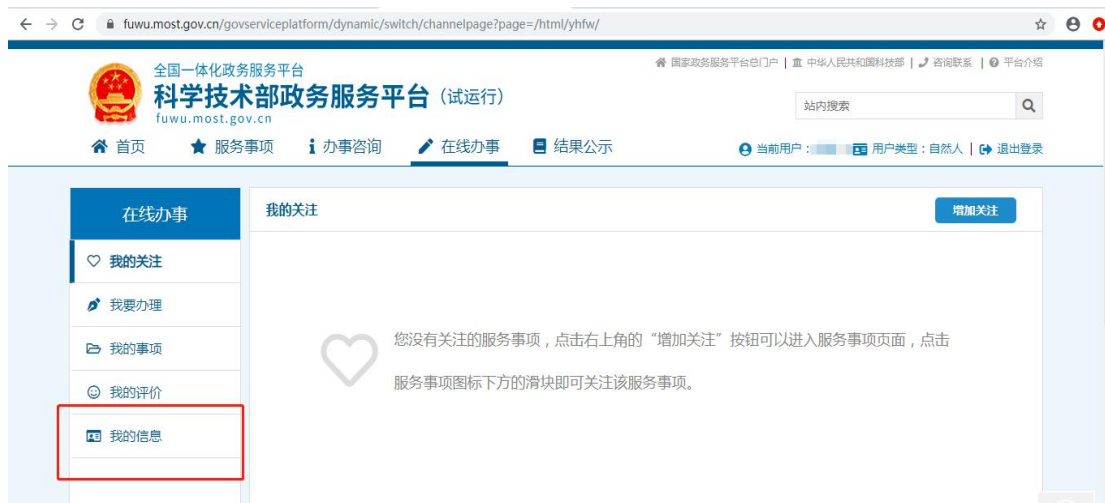 fuwu.most.gov.cn/govserviceplatform/dynamic/switch/channelpage?page=/html/yhfw/
全国一体化政务服务平台
国家政务服务平台总门户 | 中华人民共和国科技部 | 咨询联系 | 平台介绍
科学技术部政务服务平台（试运行）
fuwu.most.gov.cn
站内搜索
首页 服务事项 办事咨询 在线办事 结果公示
当前用户： 用户类型：自然人 | 退出登录
在线办事
我的关注
增加关注
我的关注
我要办理
我的事项
我的评价
我的信息
您没有关注的服务事项，点击右上角的“增加关注”按钮可以进入服务事项页面，点击
服务事项图标下方的滑块即可关注该服务事项。